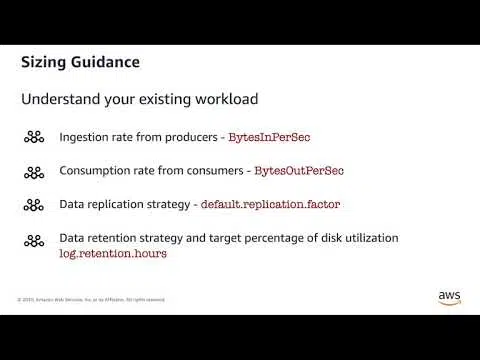 Sizing Guidance
Understand your existing workload
Ingestion rate from producers - BytesInPerSec
Consumption rate from consumers - BytesOutPerSec
Data replication strategy - default.replication.factor
Data retention strategy and target percentage of disk utilization
log.retention.hours
© 2020, Amazon Web Services, Inc. or its Affiliates. All rights reserved.
aws